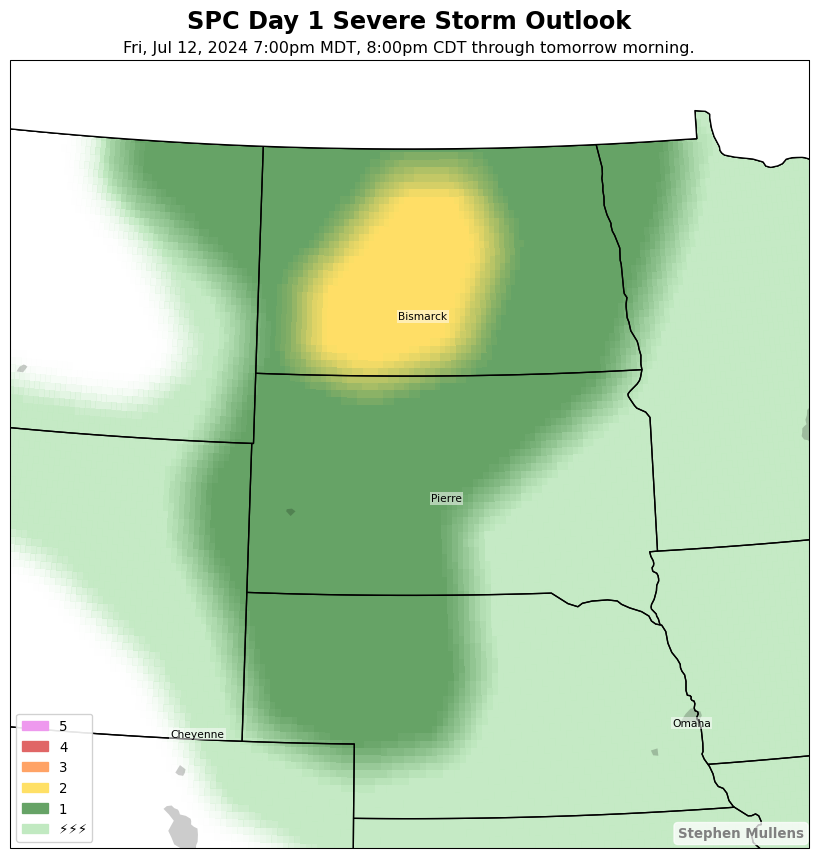 SPC Day 1 Severe Storm Outlook
Fri, Jul 12, 2024 7:00pm MDT, 8:00pm CDT through tomorrow morning.
Bismarck
Pierre
Omaha
Cheyenne
5
4
3
2
1
⚡⚡⚡
Stephen Mullens